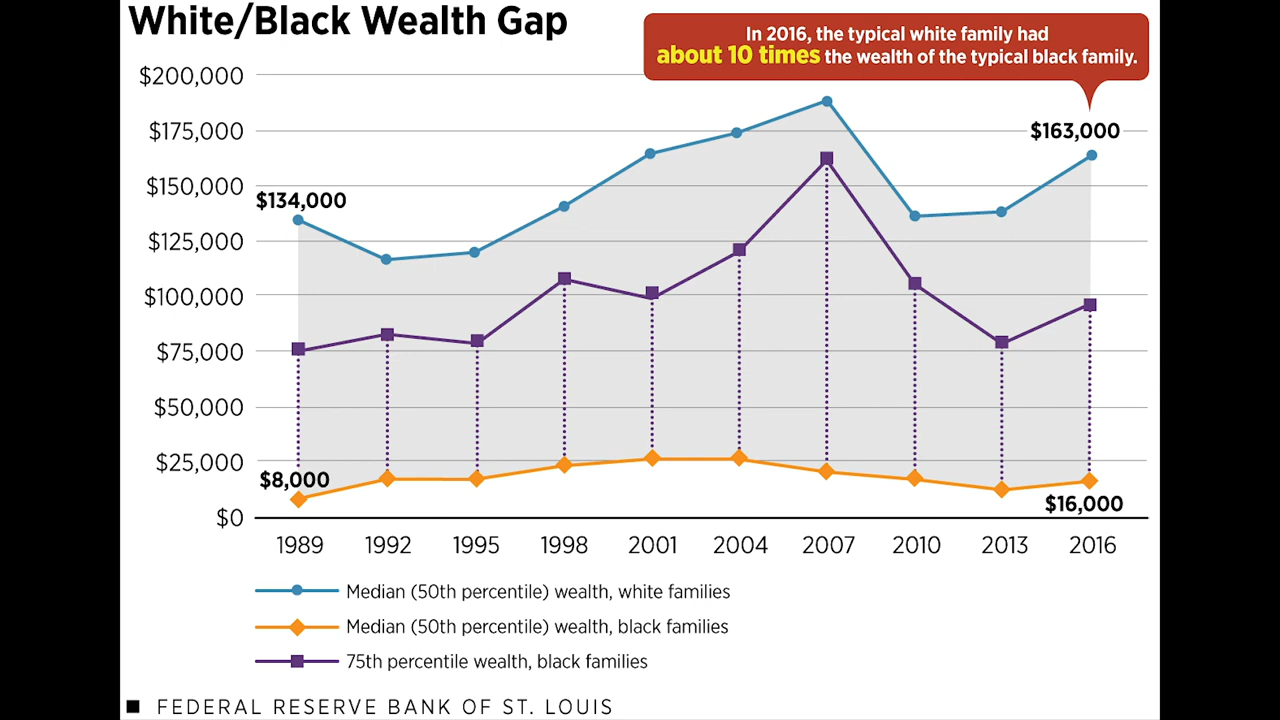 White/Black Wealth Gap
In 2016, the typical white family had
about 10 times the wealth of the typical black family.
$200,000
$175,000
$163,000
$150,000
$134,000
$125,000
$100,000
$75,000
$50,000
$25,000
$8,000
$16,000
$0
1989 1992 1995 1998 2001 2004 2007 2010 2013 2016
Median (50th percentile) wealth, white families
Median (50th percentile) wealth, black families
75th percentile wealth, black families
FEDERAL RESERVE BANK OF ST. LOUIS